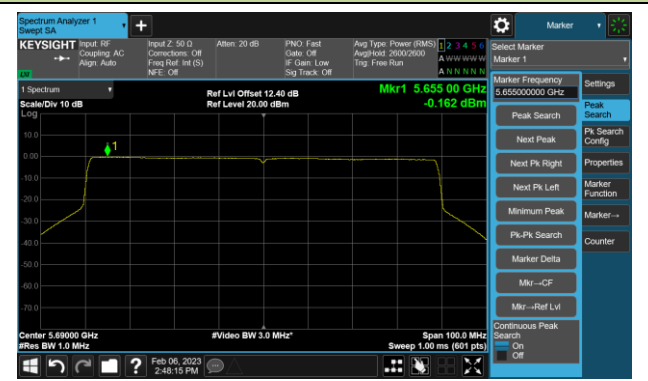 Spectrum Analyzer 1
Swept SA
Marker
KEYSIGHT
Input: RF
Coupling: AC
Align: Auto
Input Z: 50 Ω
Corrections: Off
Freq Ref: Int (S)
NFE: Off
Atten: 20 dB
PNO: Fast
Gate: Off
IF Gain: Low
Sig Track: Off
Avg Type: Power (RMS)
Avg|Hold: 2600/2600
Trig: Free Run
1 2 3 4 5 6
A W W W W W
A N N N N N
Select Marker
Marker 1
1 Spectrum
Scale/Div 10 dB
Log
Ref Lvl Offset 12.40 dB
Ref Level 20.00 dBm
Mkr1 5.655 00 GHz
-0.162 dBm
10.0
0.00
-10.0
-20.0
-30.0
-40.0
-50.0
-60.0
-70.0
1
Center 5.69000 GHz
#Res BW 1.0 MHz
#Video BW 3.0 MHz*
Span 100.0 MHz
Sweep 1.00 ms (601 pts)
Marker Frequency
5.655000000 GHz
Peak Search
Next Peak
Next Pk Right
Next Pk Left
Minimum Peak
Pk-Pk Search
Marker Delta
Mkr→CF
Mkr→Ref Lvl
Continuous Peak
Search
On
Off
Settings
Peak
Search
Pk Search
Config
Properties
Marker
Function
Marker→
Counter
Feb 06, 2023
2:48:15 PM